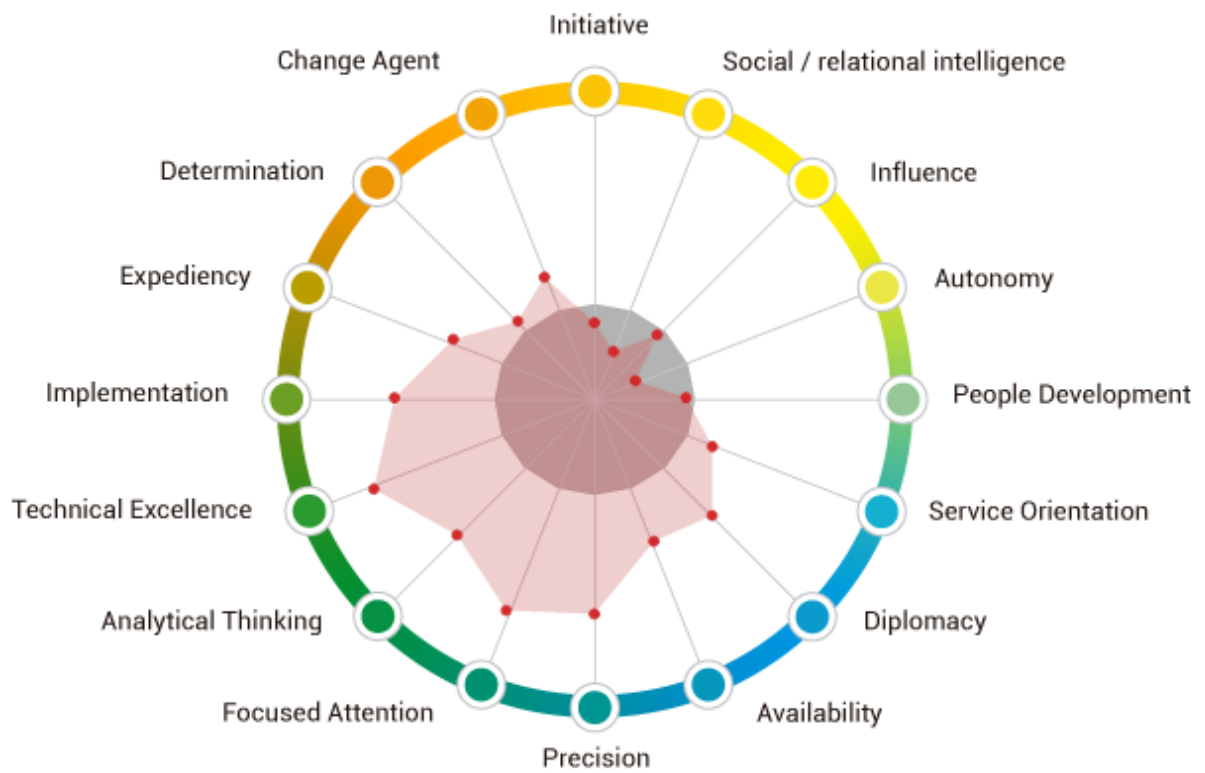 Initiative
Change Agent
Social / relational intelligence
Determination
Influence
Expediency
Autonomy
Implementation
People Development
Technical Excellence
Service Orientation
Analytical Thinking
Diplomacy
Focused Attention
Availability
Precision